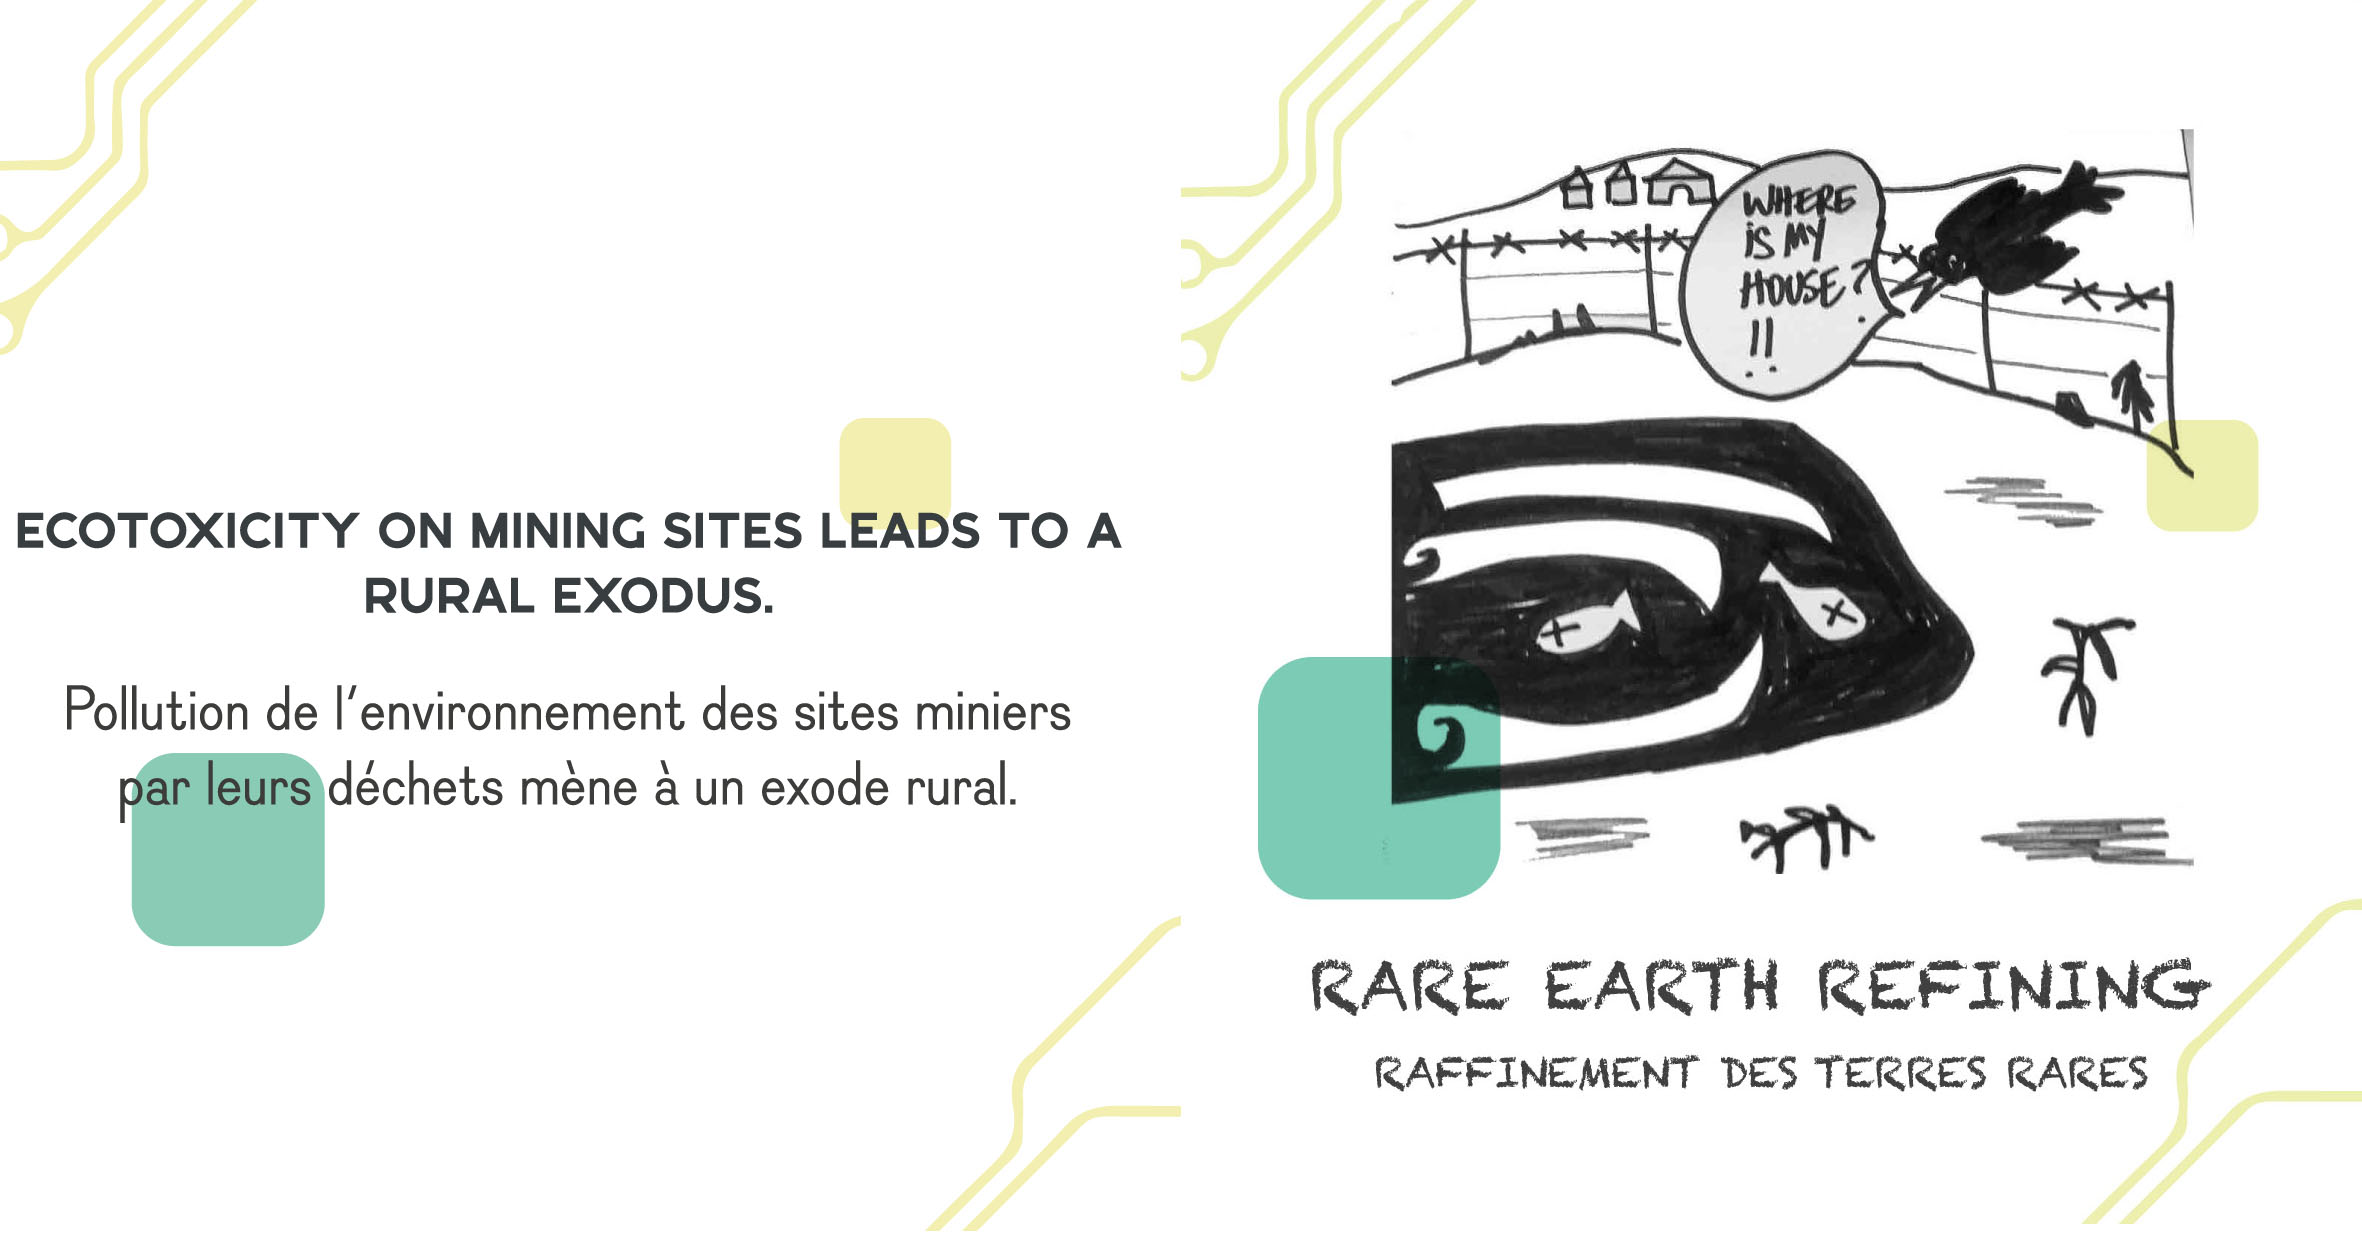 ECOTOXICITY ON MINING SITES LEADS TO A
RURAL EXODUS.
Pollution de l'environnement des sites miniers
par leurs déchets mène à un exode rural.
WHERE
IS MY
HOUSE?
!!
RARE EARTH REFINING
RAFFINEMENT DES TERRES RARES